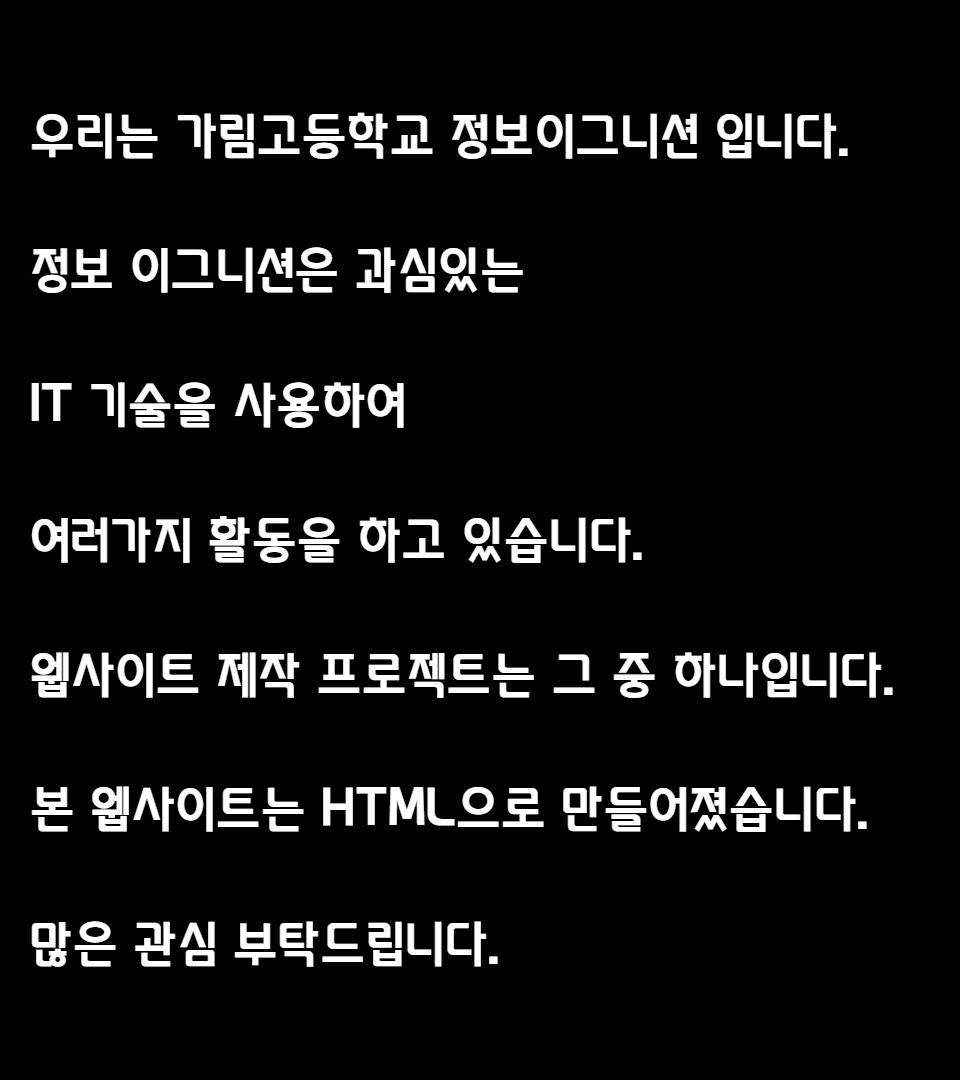 우리는 가림고등학교 정보이그니션 입니다.
정보 이그니션은 과심있는
IT 기술을 사용하여
여러가지 활동을 하고 있습니다.
웹사이트 제작 프로젝트는 그 중 하나입니다.
본 웹사이트는 HTML으로 만들어졌습니다.
많은 관심 부탁드립니다.